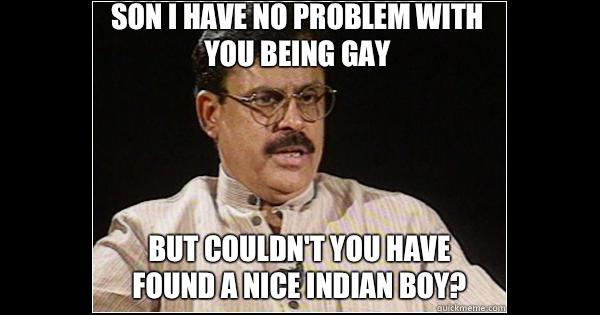 SON I HAVE NO PROBLEM WITH
YOU BEING GAY
BUT COULDN'T YOU HAVE
FOUND A NICE INDIAN BOY?
quickmeme.com